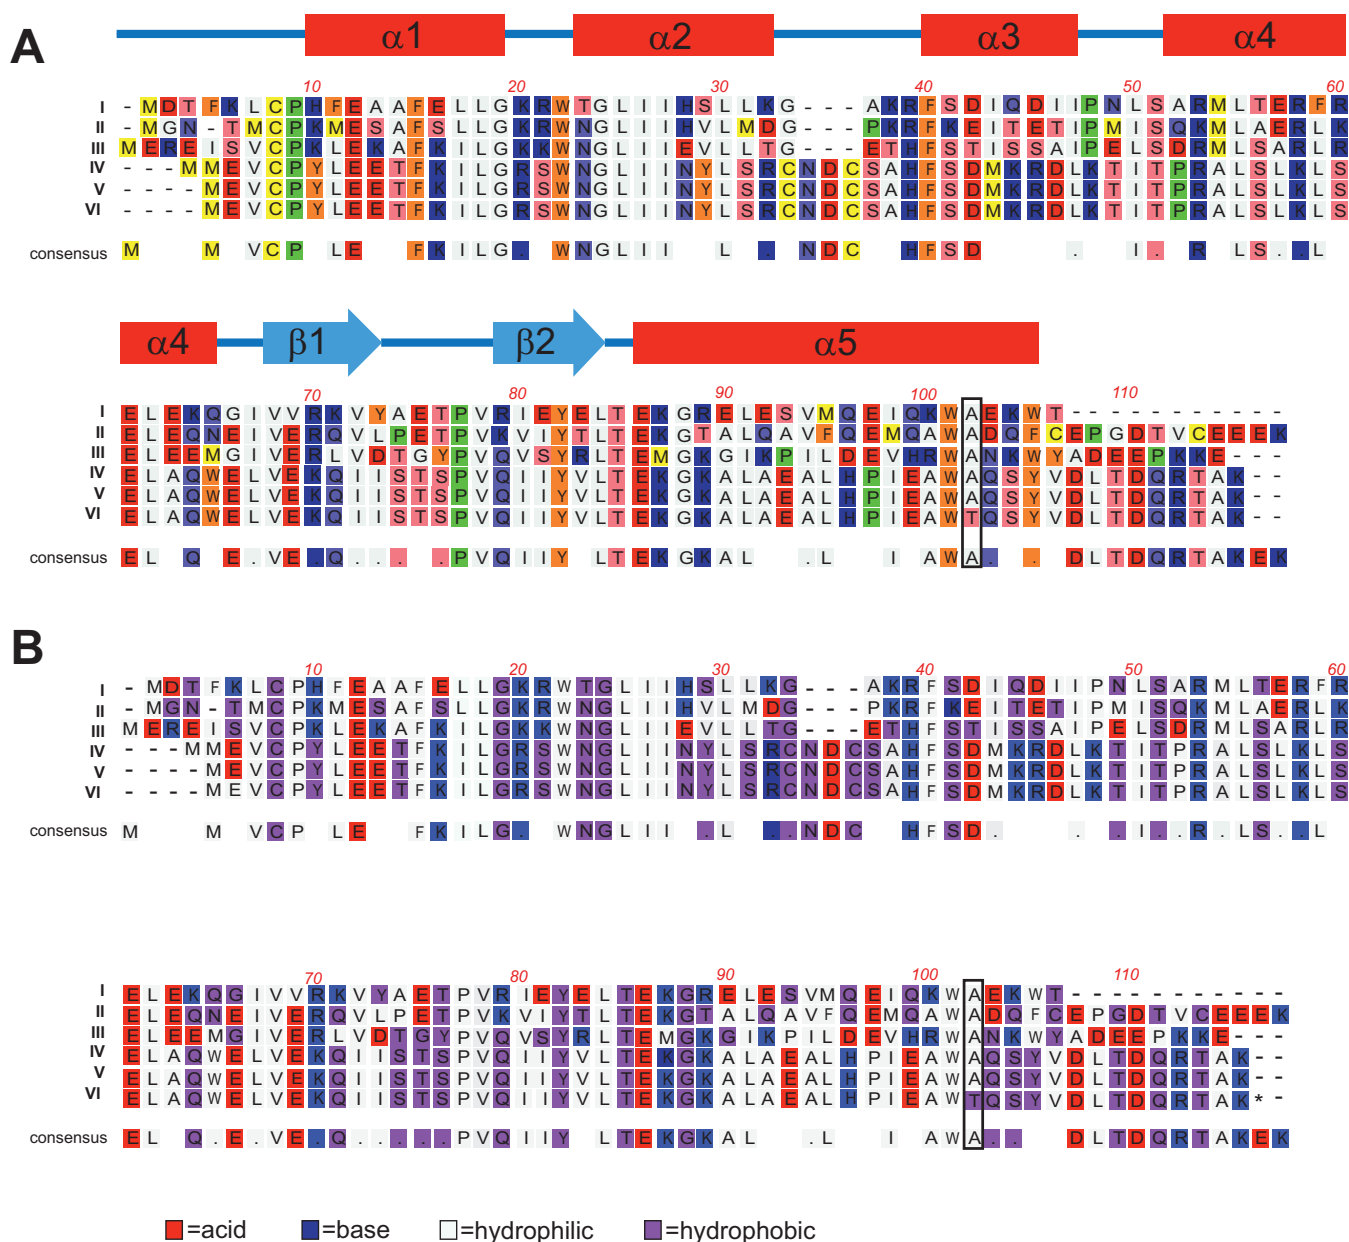 A
α1 α2 α3 α4
10 20 30 40 50 60
I - M D T F K L C P H F E A A F E L L G K R W T G L I I H S L L K G - - - A K R F S D I Q D I I P N L S A R M L T E R F R
II - M G N - T M C P K M E S A F S L L G K R W N G L I I H V L M D G - - - P K R F K E I T E T I P M I S Q K M L A E R L K
III M E R E I S V C P K L E K A F K I L G K K W N G L I I E V L L T G - - - E T H F S T I S S A I P E L S D R M L S A R L R
IV - - - M M E V C P Y L E E T F K I L G R S W N G L I I N Y L S R C N D C S A H F S D M K R D L K T I T P R A L S L K L S
V - - - - M E V C P Y L E E T F K I L G R S W N G L I I N Y L S R C N D C S A H F S D M K R D L K T I T P R A L S L K L S
VI - - - - M E V C P Y L E E T F K I L G R S W N G L I I N Y L S R C N D C S A H F S D M K R D L K T I T P R A L S L K L S
consensus M M V C P L E F K I L G . W N G L I I L . N D C H F S D . I . R L S . . L
α4 β1 β2 α5
70 80 90 100 110
I E L E K Q G I V V R K V Y A E T P V R I E Y E L T E K G R E L E S V M Q E I Q K W A E K W T - - - - - - - - - - -
II E L E Q N E I V E R Q V L P E T P V K V I Y T L T E K G T A L Q A V F Q E M Q A W A D Q F C E P G D T V C E E E K
III E L E E M G I V E R L V D T G Y P V Q V S Y R L T E M G K G I K P I L D E V H R W A N K W Y A D E E P K K E - - -
IV E L A Q W E L V E K Q I I S T S P V Q I I Y V L T E K G K A L A E A L H P I E A W A Q S Y V D L T D Q R T A K - -
V E L A Q W E L V E K Q I I S T S P V Q I I Y V L T E K G K A L A E A L H P I E A W A Q S Y V D L T D Q R T A K - -
VI E L A Q W E L V E K Q I I S T S P V Q I I Y V L T E K G K A L A E A L H P I E A W T Q S Y V D L T D Q R T A K - -
consensus E L Q E . V E . Q . . . . P V Q I I Y L T E K G K A L . L I A W A . . D L T D Q R T A K E K
B
10 20 30 40 50 60
I - M D T F K L C P H F E A A F E L L G K R W T G L I I H S L L K G - - - A K R F S D I Q D I I P N L S A R M L T E R F R
II - M G N - T M C P K M E S A F S L L G K R W N G L I I H V L M D G - - - P K R F K E I T E T I P M I S Q K M L A E R L K
III M E R E I S V C P K L E K A F K I L G K K W N G L I I E V L L T G - - - E T H F S T I S S A I P E L S D R M L S A R L R
IV - - - M M E V C P Y L E E T F K I L G R S W N G L I I N Y L S R C N D C S A H F S D M K R D L K T I T P R A L S L K L S
V - - - - M E V C P Y L E E T F K I L G R S W N G L I I N Y L S R C N D C S A H F S D M K R D L K T I T P R A L S L K L S
VI - - - - M E V C P Y L E E T F K I L G R S W N G L I I N Y L S R C N D C S A H F S D M K R D L K T I T P R A L S L K L S
consensus M M V C P L E F K I L G . W N G L I I . L . . N D C H F S D . . . I . . R . L S . . L
70 80 90 100 110
I E L E K Q G I V V R K V Y A E T P V R I E Y E L T E K G R E L E S V M Q E I Q K W A E K W T - - - - - - - - - - -
II E L E Q N E I V E R Q V L P E T P V K V I Y T L T E K G T A L Q A V F Q E M Q A W A D Q F C E P G D T V C E E E K
III E L E E M G I V E R L V D T G Y P V Q V S Y R L T E M G K G I K P I L D E V H R W A N K W Y A D E E P K K E - - -
IV E L A Q W E L V E K Q I I S T S P V Q I I Y V L T E K G K A L A E A L H P I E A W A Q S Y V D L T D Q R T A K - -
V E L A Q W E L V E K Q I I S T S P V Q I I Y V L T E K G K A L A E A L H P I E A W A Q S Y V D L T D Q R T A K - -
VI E L A Q W E L V E K Q I I S T S P V Q I I Y V L T E K G K A L A E A L H P I E A W T Q S Y V D L T D Q R T A K * -
consensus E L Q . E . V E . Q . . . . . P V Q I I Y L T E K G K A L . L I A W A . . D L T D Q R T A K E K
=acid =base =hydrophilic =hydrophobic